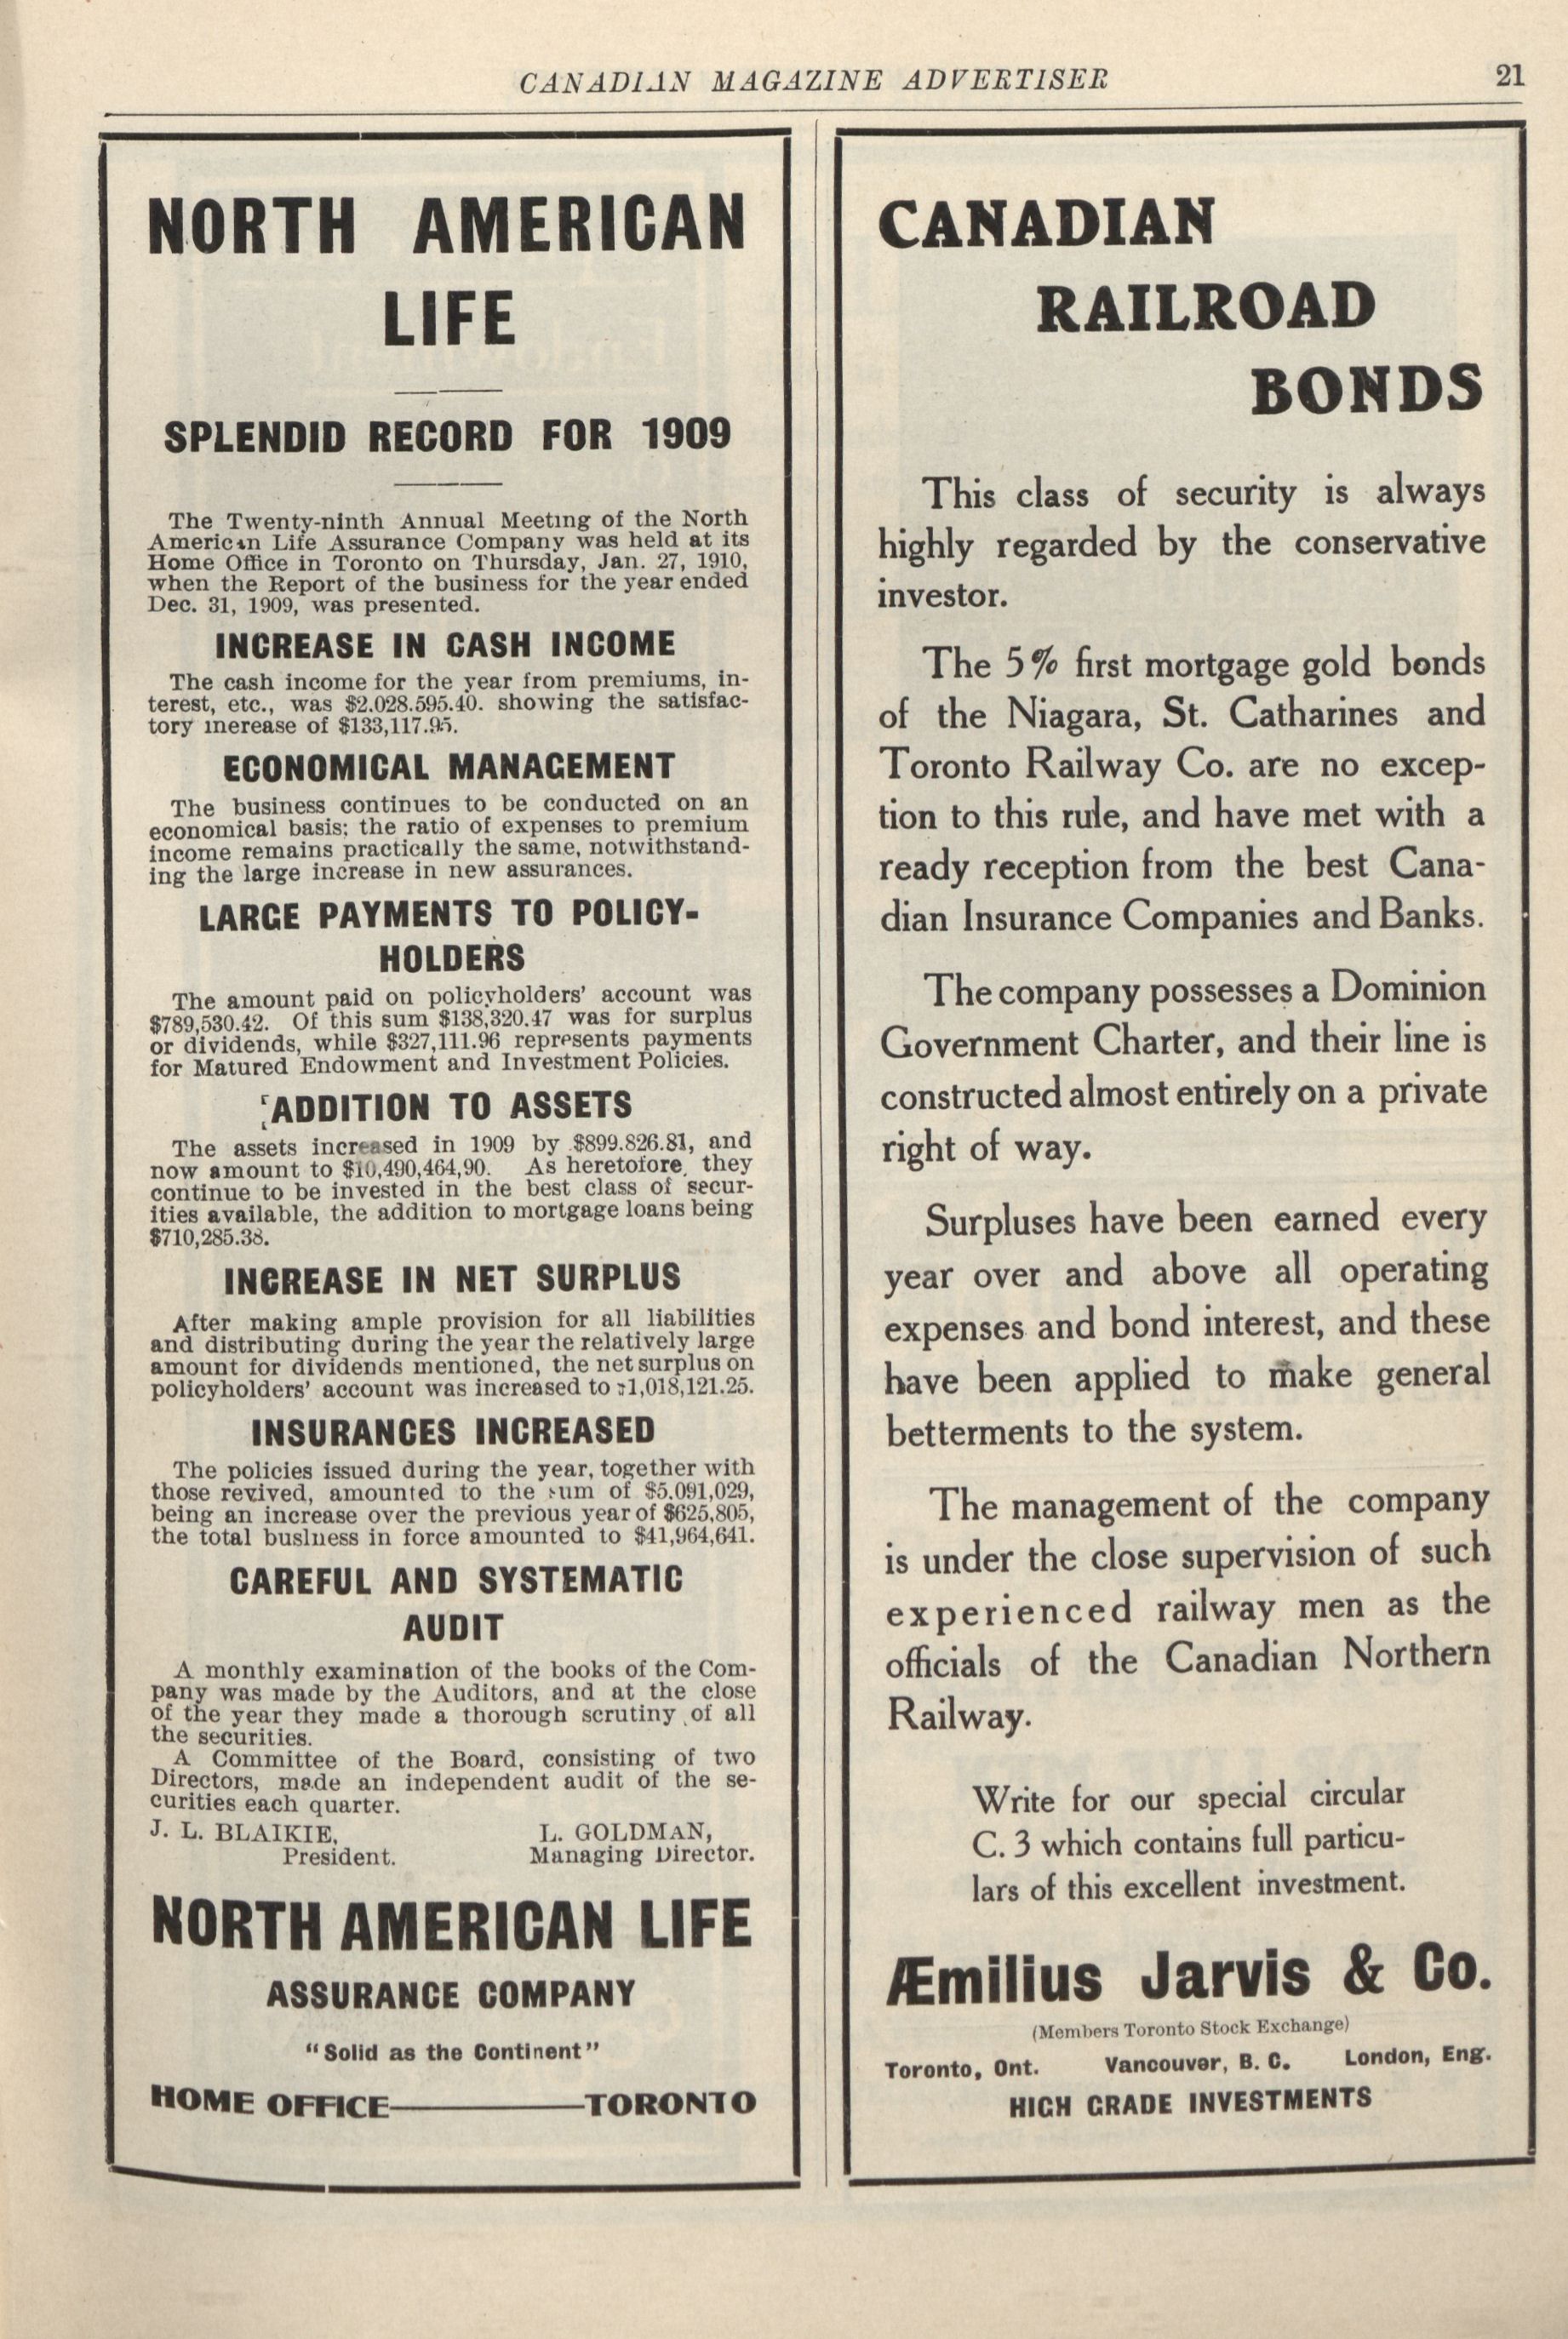 CANADIAN MAGAZINE ADVERTISER 21
NORTH AMERICAN
LIFE
SPLENDID RECORD FOR 1909
The Twenty-ninth Annual Meeting of the North
American Life Assurance Company was held at its
Home Office in Toronto on Thursday, Jan. 27, 1910,
when the Report of the business for the year ended
Dec. 31, 1909, was presented.
INCREASE IN CASH INCOME
The cash income for the year from premiums, in-
terest, etc., was $2.028.595.40. showing the satisfac-
tory inerease of $133,117.95.
ECONOMICAL MANAGEMENT
The business continues to be conducted on an
economical basis; the ratio of expenses to premium
income remains practically the same, notwithstand-
ing the large increase in new assurances.
LARGE PAYMENTS TO POLICY-
HOLDERS
The amount paid on policyholders' account was
$789,530.42. Of this sum $138,320.47 was for surplus
or dividends, while $327,111.96 represents payments
for Matured Endowment and Investment Policies.
ADDITION TO ASSETS
The assets increased in 1909 by $899.826.81, and
now amount to $10,490,464,90. As heretofore, they
continue to be invested in the best class of secur-
ities available, the addition to mortgage loans being
$710,285.38.
INCREASE IN NET SURPLUS
After making ample provision for all liabilities
and distributing during the year the relatively large
amount for dividends mentioned, the net surplus on
policyholders' account was increased to $1,018,121.25.
INSURANCES INCREASED
The policies issued during the year, together with
those revived, amounted to the sum of $5.091,029,
being an increase over the previous year of $625,805,
the total busIness in force amounted to $41,964,641.
CAREFUL AND SYSTEMATIC
AUDIT
A monthly examination of the books of the Com-
pany was made by the Auditors, and at the close
of the year they made a thorough scrutiny of all
the securities.
A Committee of the Board, consisting of two
Directors, made an independent audit of the se-
curities each quarter.
J. L. BLAIKIE, L. GOLDMAN,
President. Managing Director.
NORTH AMERICAN LIFE
ASSURANCE COMPANY
"Solid as the Continent"
HOME OFFICE—TORONTO
CANADIAN
RAILROAD
BONDS
This class of security is always
highly regarded by the conservative
investor.
The 5% first mortgage gold bonds
of the Niagara, St. Catharines and
Toronto Railway Co. are no excep-
tion to this rule, and have met with a
ready reception from the best Cana-
dian Insurance Companies and Banks.
The company possesses a Dominion
Government Charter, and their line is
constructed almost entirely on a private
right of way.
Surpluses have been earned every
year over and above all operating
expenses and bond interest, and these
have been applied to make general
betterments to the system.
The management of the company
is under the close supervision of such
experienced railway men as the
officials of the Canadian Northern
Railway.
Write for our special circular
C. 3 which contains full particu-
lars of this excellent investment.
Æmilius Jarvis & Co.
(Members Toronto Stock Exchange)
Toronto, Ont. Vancouver, B. C. London, Eng.
HIGH GRADE INVESTMENTS